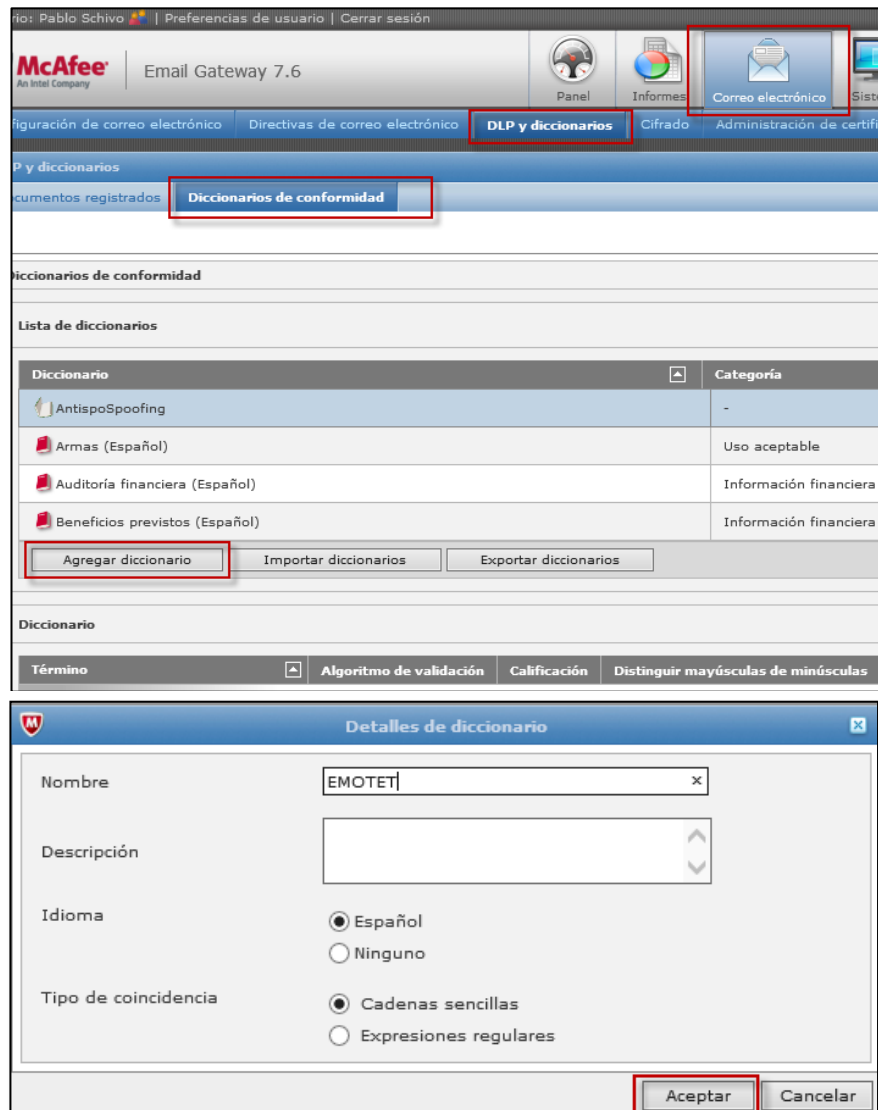 rio: Pablo Schivo | Preferencias de usuario | Cerrar sesión
McAfee
An Intel Company
Email Gateway 7.6
Panel
Informes
Correo electrónico
Siste
figuración de correo electrónico
Directivas de correo electrónico
DLP y diccionarios
Cifrado
Administración de certifi
P y diccionarios
cumentos registrados
Diccionarios de conformidad
Diccionarios de conformidad
Lista de diccionarios
Diccionario
Categoría
AntispoSpoofing
-
Armas (Español)
Uso aceptable
Auditoría financiera (Español)
Información financiera
Beneficios previstos (Español)
Información financiera
Agregar diccionario
Importar diccionarios
Exportar diccionarios
Diccionario
Término
Algoritmo de validación
Calificación
Distinguir mayúsculas de minúsculas
Detalles de diccionario
Nombre
EMOTET
Descripción
Idioma
Español
Ninguno
Tipo de coincidencia
Cadenas sencillas
Expresiones regulares
Aceptar
Cancelar